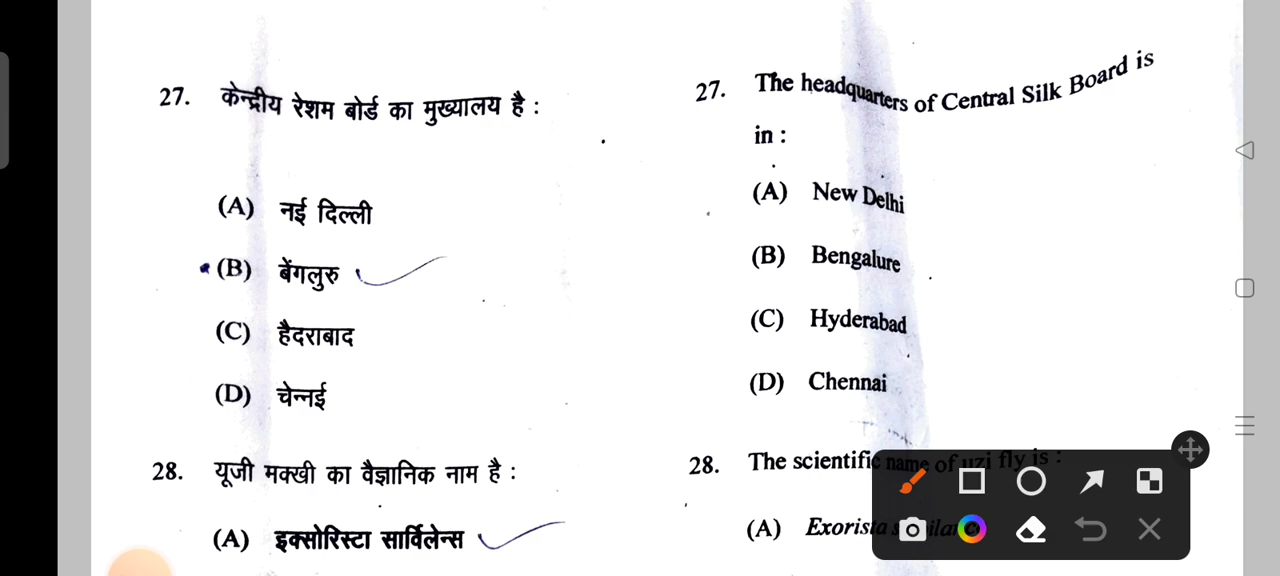 27. केन्द्रीय रेशम बोर्ड का मुख्यालय है :
(A) नई दिल्ली
(B) बेंगलुरु
(C) हैदराबाद
(D) चेन्नई
28. यूजी मक्खी का वैज्ञानिक नाम है :
(A) इक्सोरिस्टा सार्विलेन्स
27. The headquarters of Central Silk Board is
in :
(A) New Delhi
(B) Bengalure
(C) Hyderabad
(D) Chennai
28. The scientific name of uzi fly is :
(A) Exorista